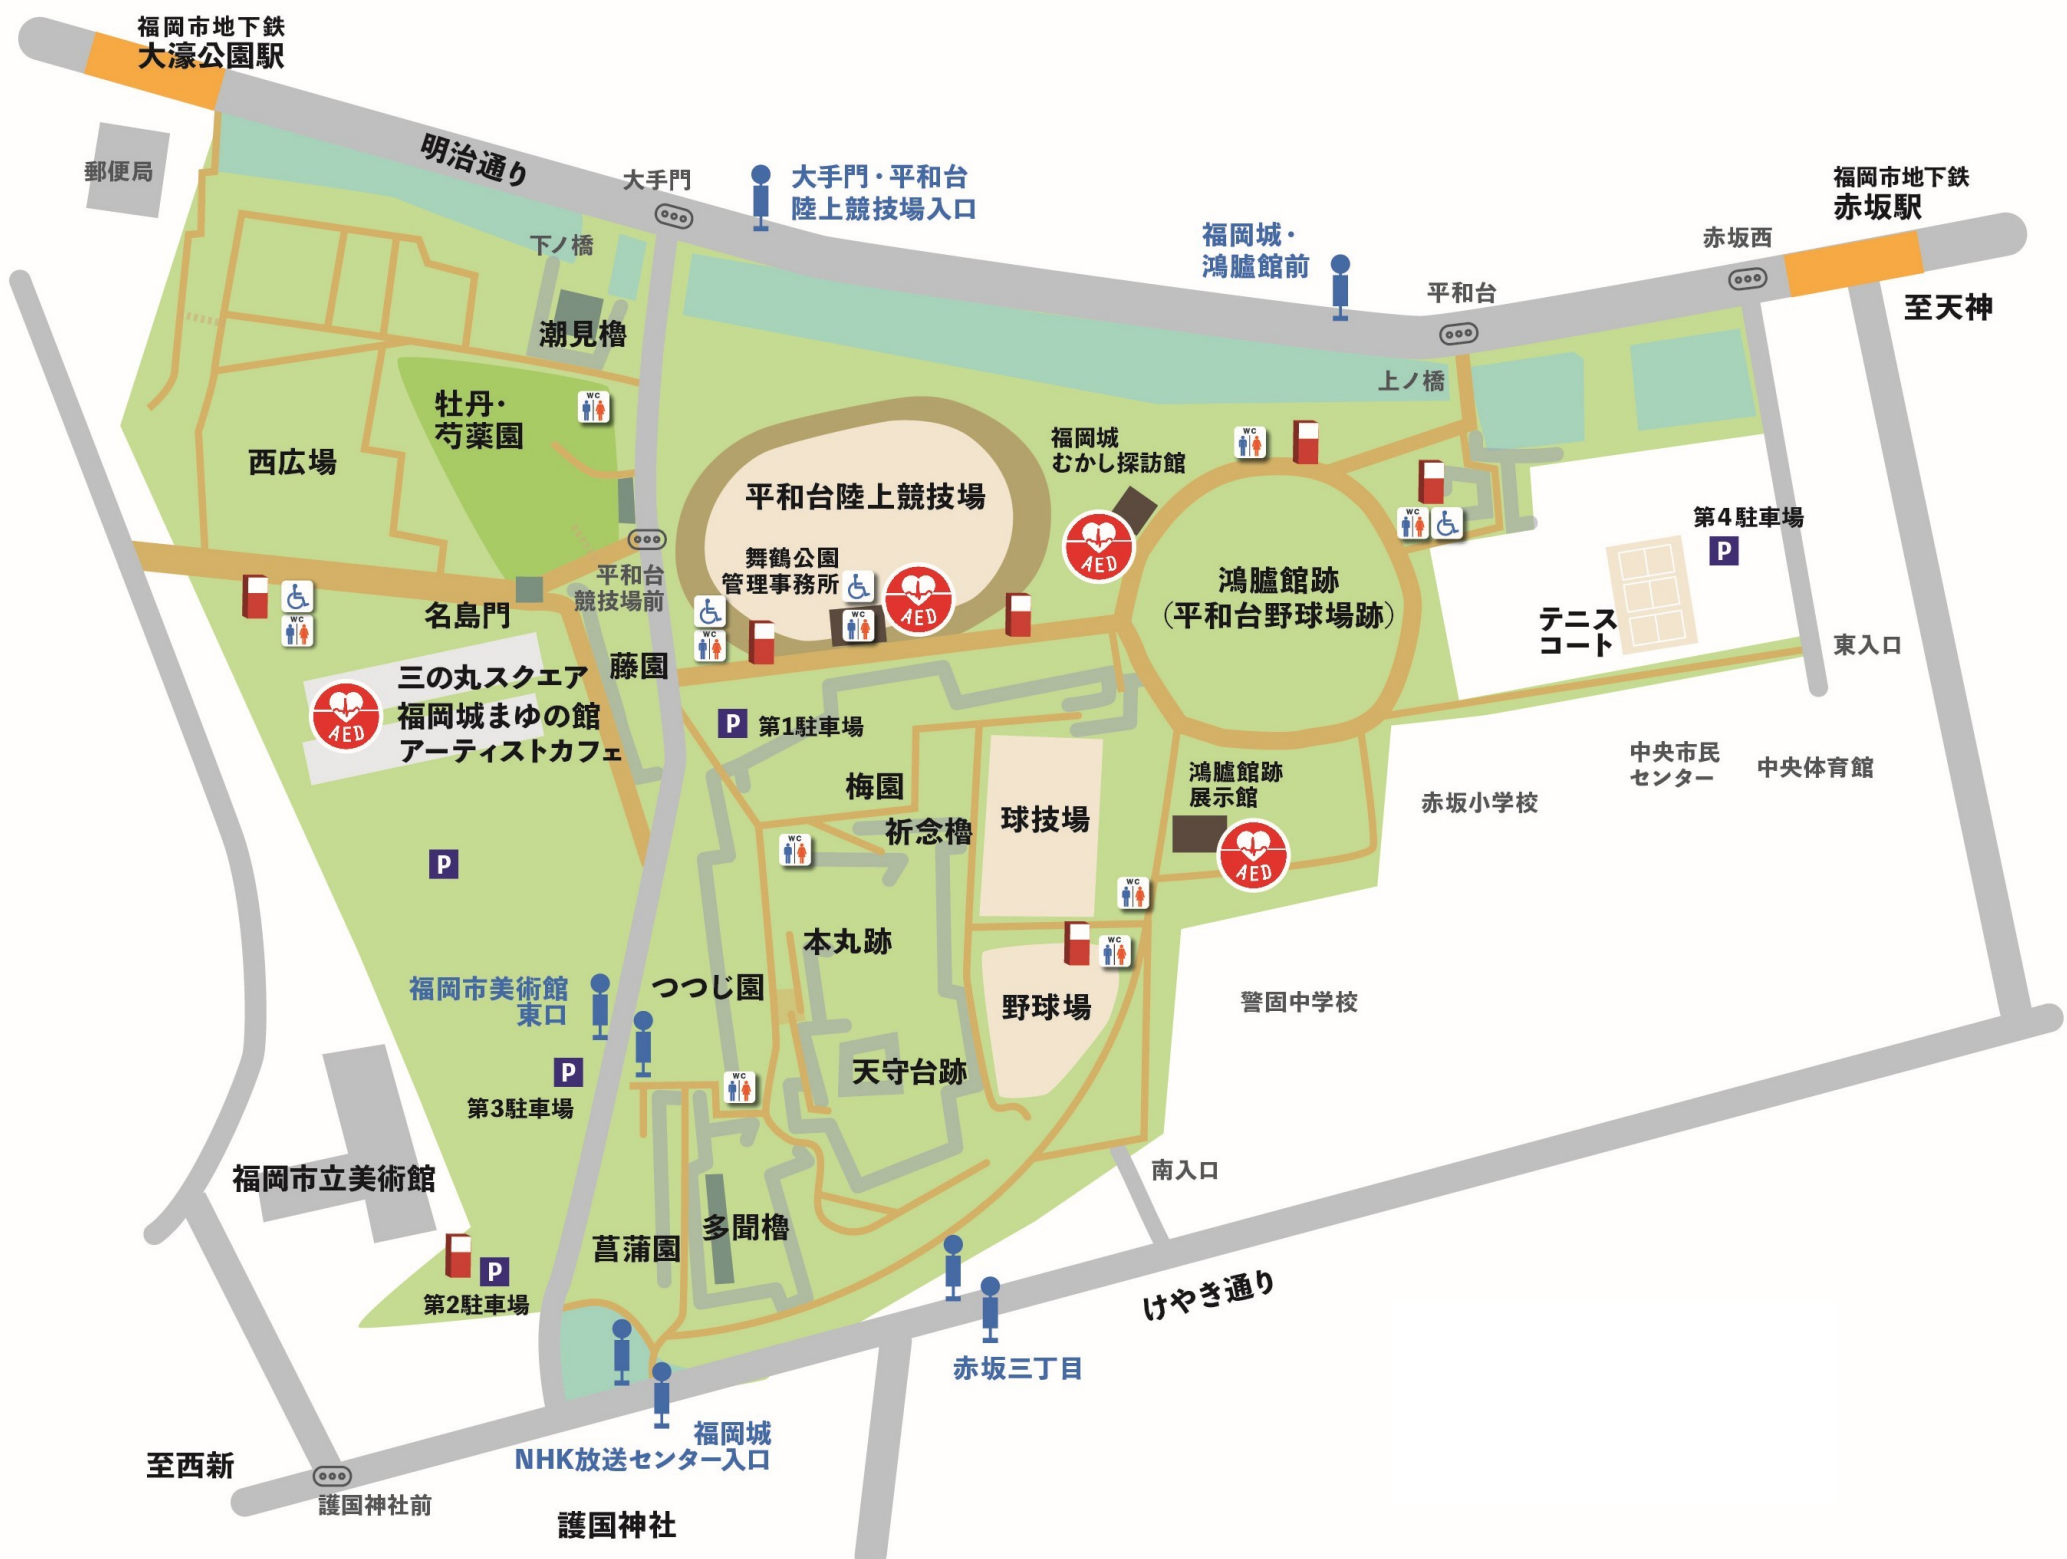 福岡市地下鉄
大濠公園駅
郵便局
明治通り
大手門
大手門・平和台
陸上競技場入口
福岡城・
鴻臚館前
平和台
赤坂西
福岡市地下鉄
赤坂駅
至天神
下ノ橋
潮見櫓
上ノ橋
牡丹・
芍薬園
WC
西広場
平和台陸上競技場
福岡城
むかし探訪館
WC
AED
WC
第4駐車場
P
テニス
コート
東入口
舞鶴公園
管理事務所
WC
AED
鴻臚館跡
(平和台野球場跡)
平和台
競技場前
名島門
WC
WC
藤園
三の丸スクエア
福岡城まゆの館
アーティストカフェ
AED
P
第1駐車場
梅園
祈念櫓
球技場
鴻臚館跡
展示館
AED
赤坂小学校
中央市民
センター
中央体育館
WC
P
WC
本丸跡
WC
つつじ園
野球場
警固中学校
福岡市美術館
東口
P
第3駐車場
天守台跡
WC
福岡市立美術館
南入口
菖蒲園
多聞櫓
P
第2駐車場
けやき通り
赤坂三丁目
福岡城
NHK放送センター入口
至西新
護国神社前
護国神社